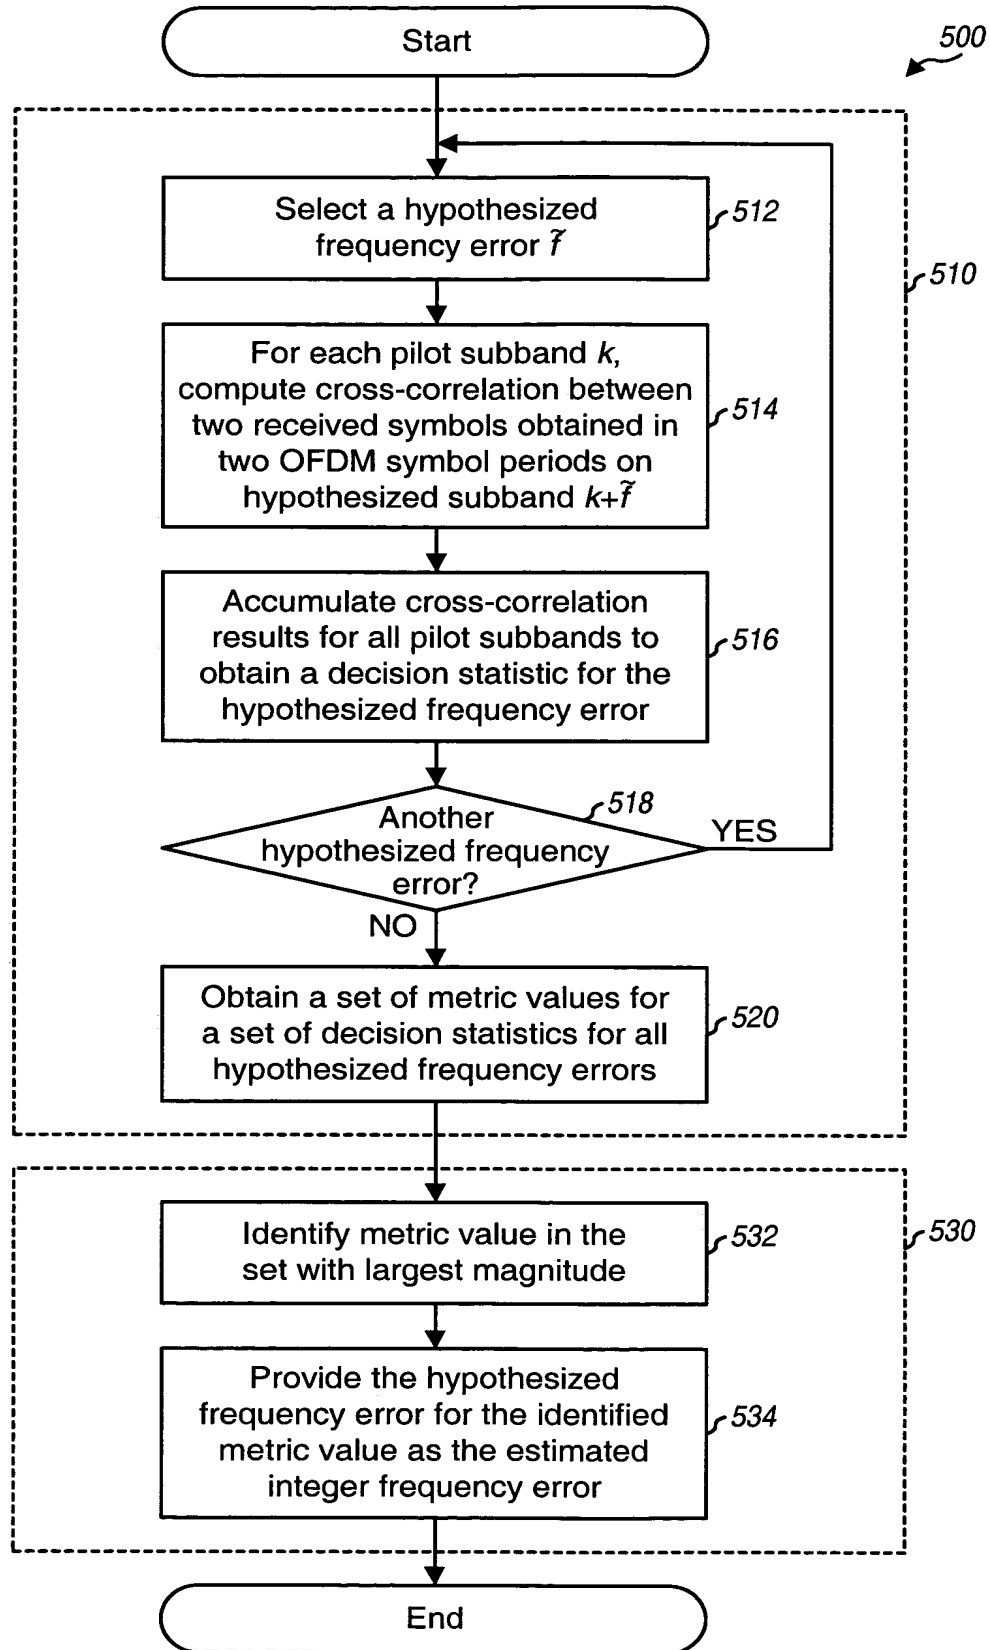 Start
500
Select a hypothesized
frequency error f̃
512
510
For each pilot subband k,
compute cross-correlation between
two received symbols obtained in
two OFDM symbol periods on
hypothesized subband k+f̃
514
Accumulate cross-correlation
results for all pilot subbands to
obtain a decision statistic for the
hypothesized frequency error
516
518
Another
hypothesized frequency
error?
YES
NO
Obtain a set of metric values for
a set of decision statistics for all
hypothesized frequency errors
520
Identify metric value in the
set with largest magnitude
532
530
Provide the hypothesized
frequency error for the identified
metric value as the estimated
integer frequency error
534
End